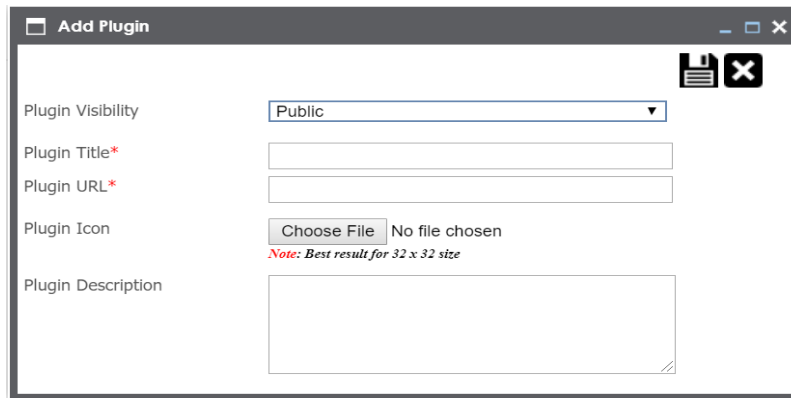 Add Plugin
Plugin Visibility
Public
Plugin Title*
Plugin URL*
Plugin Icon
Choose File No file chosen
Note: Best result for 32 x 32 size
Plugin Description